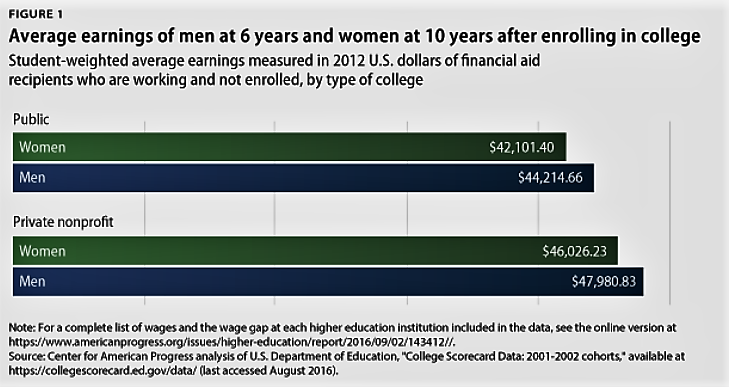 FIGURE 1
Average earnings of men at 6 years and women at 10 years after enrolling in college
Student-weighted average earnings measured in 2012 U.S. dollars of financial aid
recipients who are working and not enrolled, by type of college
Public
Women $42,101.40
Men $44,214.66
Private nonprofit
Women $46,026.23
Men $47,980.83
Note: For a complete list of wages and the wage gap at each higher education institution included in the data, see the online version at
https://www.americanprogress.org/issues/higher-education/report/2016/09/02/143412//.
Source: Center for American Progress analysis of U.S. Department of Education, "College Scorecard Data: 2001-2002 cohorts," available at
https://collegescorecard.ed.gov/data/ (last accessed August 2016).